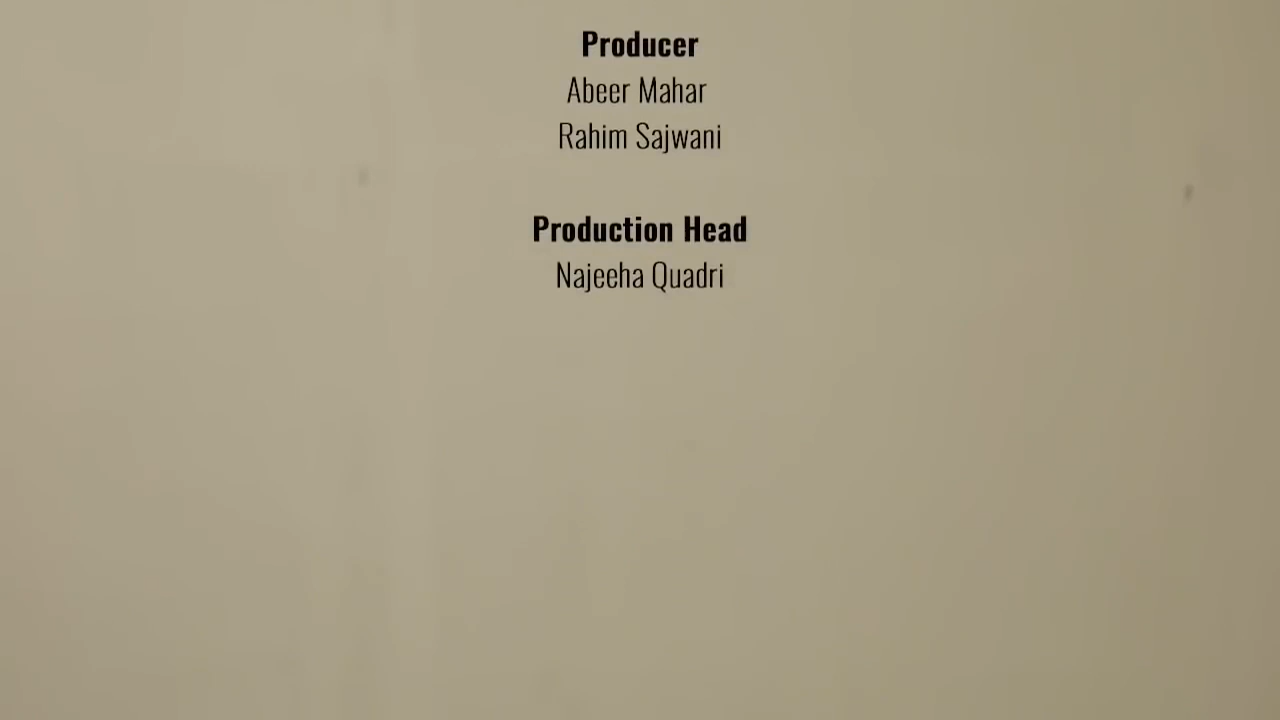 Producer
Abeer Mahar
Rahim Sajwani
Production Head
Najeeha Quadri